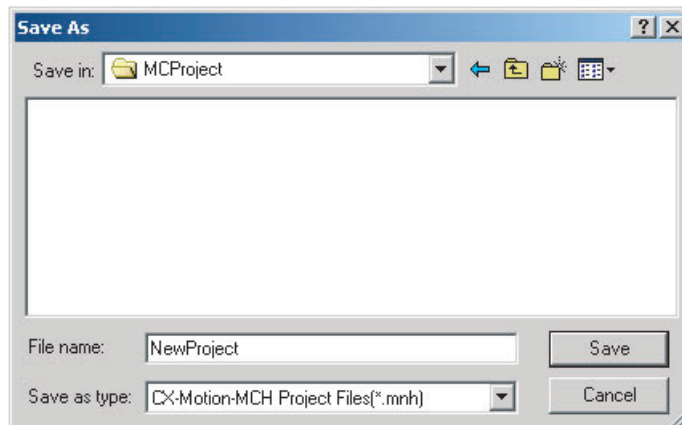 Save As
Save in: MCProject
File name: NewProject Save
Save as type: CX-Motion-MCH Project Files(*.mnh) Cancel